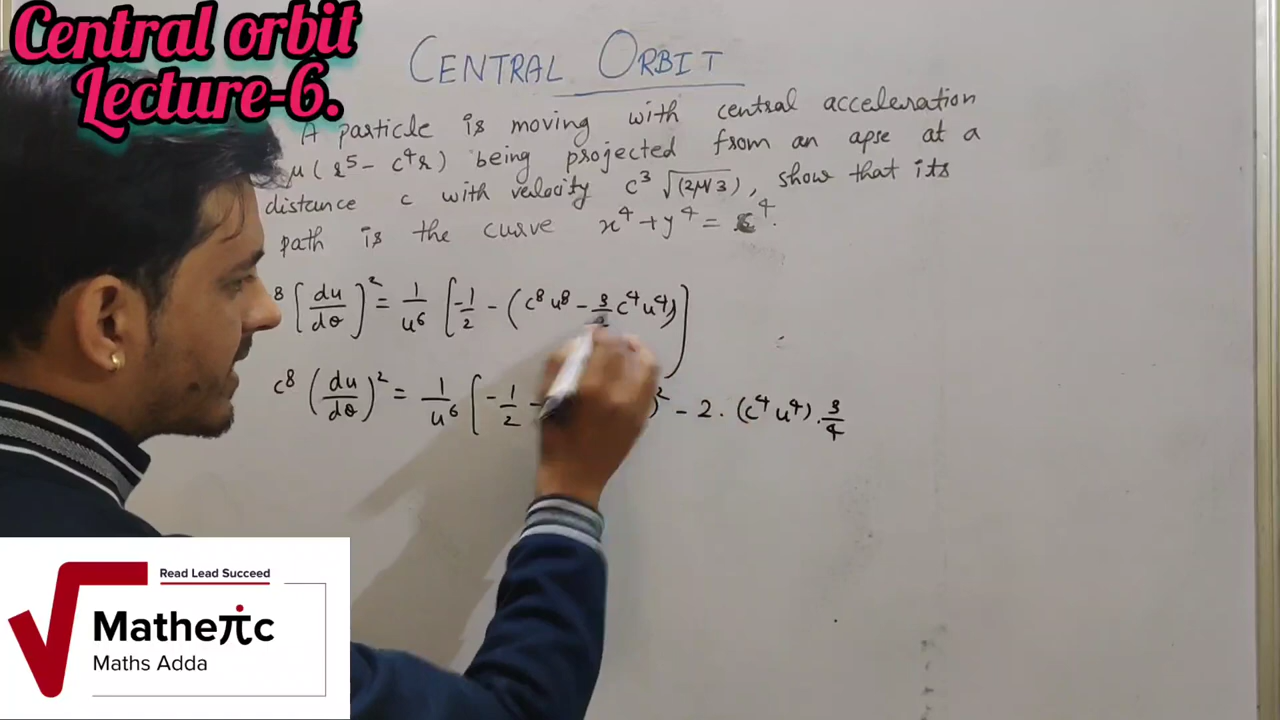 Central orbit
Lecture-6.
CENTRAL ORBIT
A particle is moving with central acceleration
μ(r⁵ - c⁴r) being projected from an apse at a
distance c with velocity c³ √(2μ/3), show that its
path is the curve x⁴ + y⁴ = c⁴.
8 (du/dθ)² = 1/u⁶ [-1/2 - (c⁸u⁸ - 3/2 c⁴u⁴)]
c⁸ (du/dθ)² = 1/u⁶ [-1/2 - )² - 2.(c⁴u⁴).3/4
Read Lead Succeed
Matheπc
Maths Adda